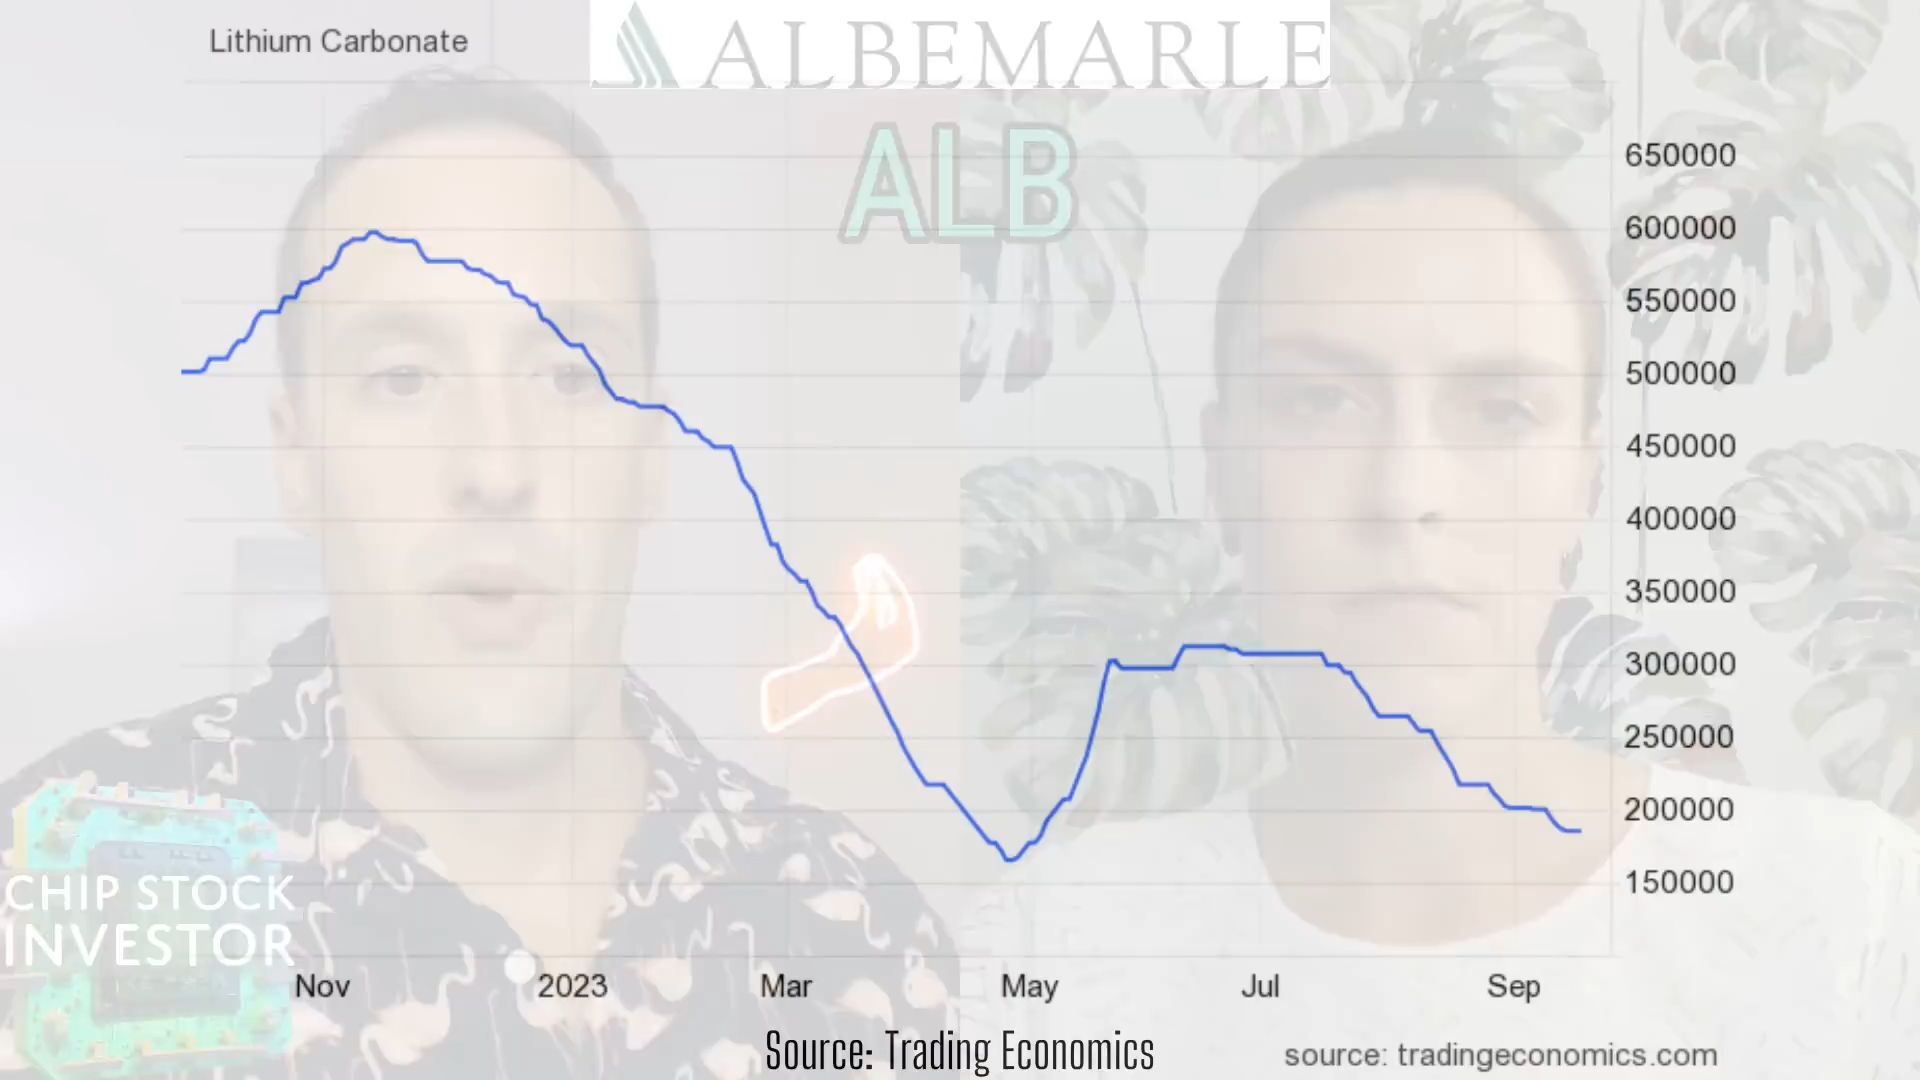 Lithium Carbonate
ALBEMARLE
ALB
650000
600000
550000
500000
450000
400000
350000
300000
250000
200000
150000
CHIP STOCK
INVESTOR
Nov
2023
Mar
May
Jul
Sep
Source: Trading Economics
source: tradingeconomics.com